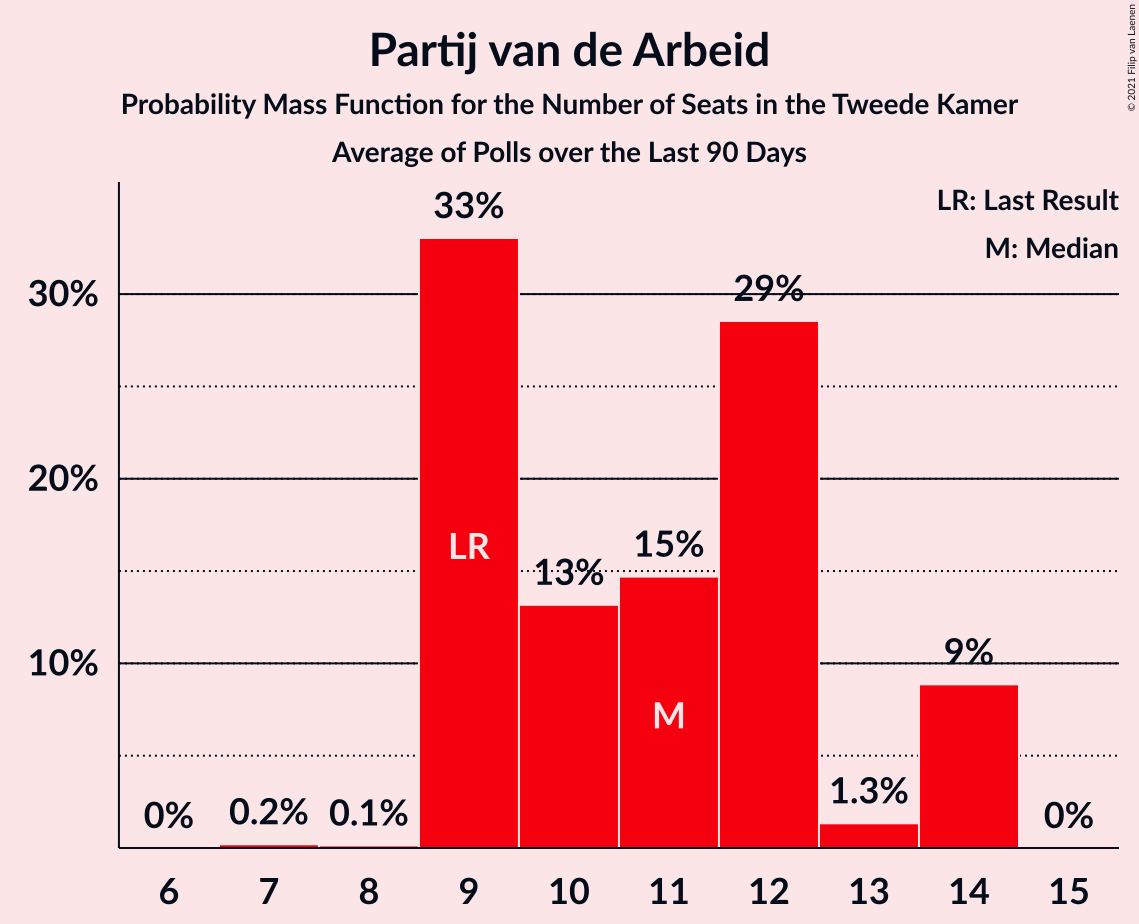 Partij van de Arbeid
Probability Mass Function for the Number of Seats in the Tweede Kamer
Average of Polls over the Last 90 Days
© 2021 Filip van Laenen
LR: Last Result
M: Median
30%
20%
10%
0%
0.2%
0.1%
33%
13%
15%
29%
1.3%
9%
0%
LR
M
6 7 8 9 10 11 12 13 14 15